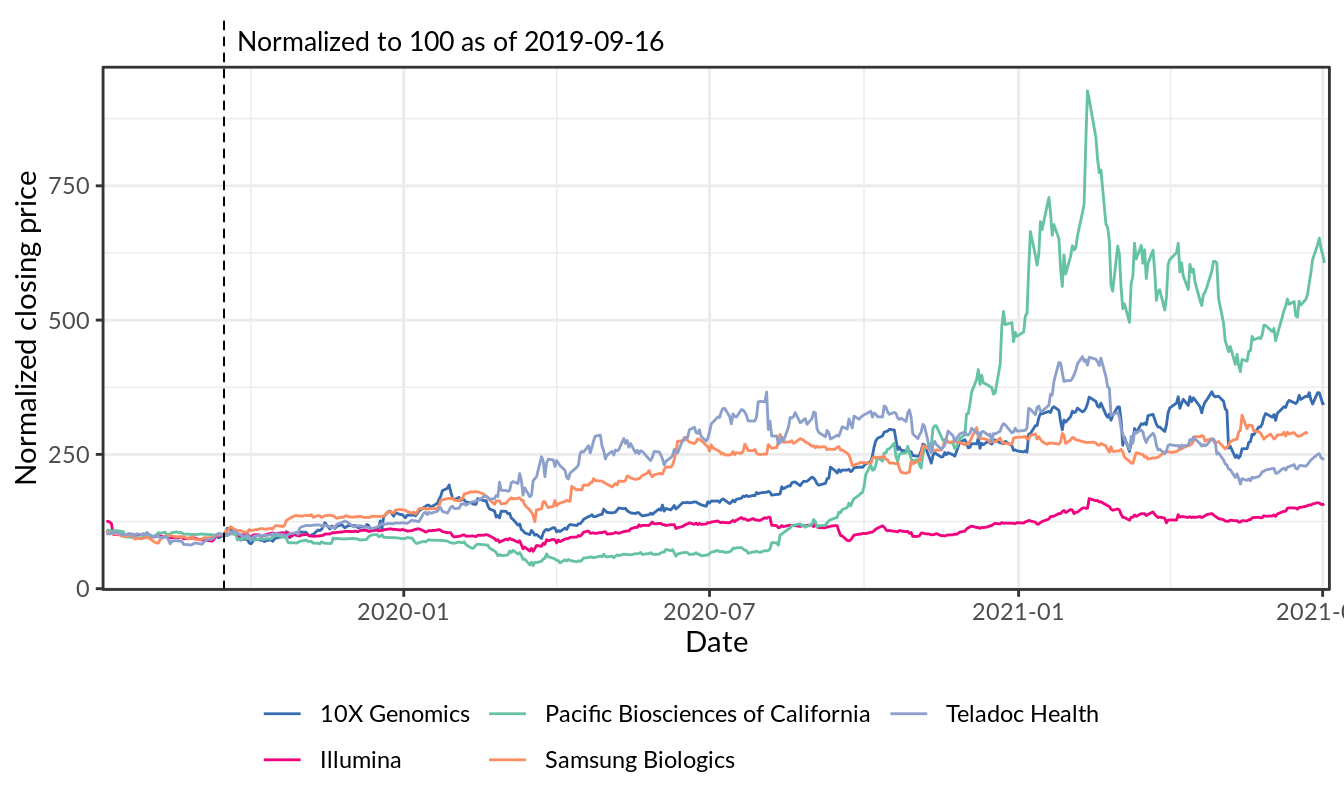 Normalized to 100 as of 2019-09-16
Normalized closing price
750
500
250
0
2020-01
2020-07
2021-01
2021-
Date
10X Genomics
Pacific Biosciences of California
Teladoc Health
Illumina
Samsung Biologics